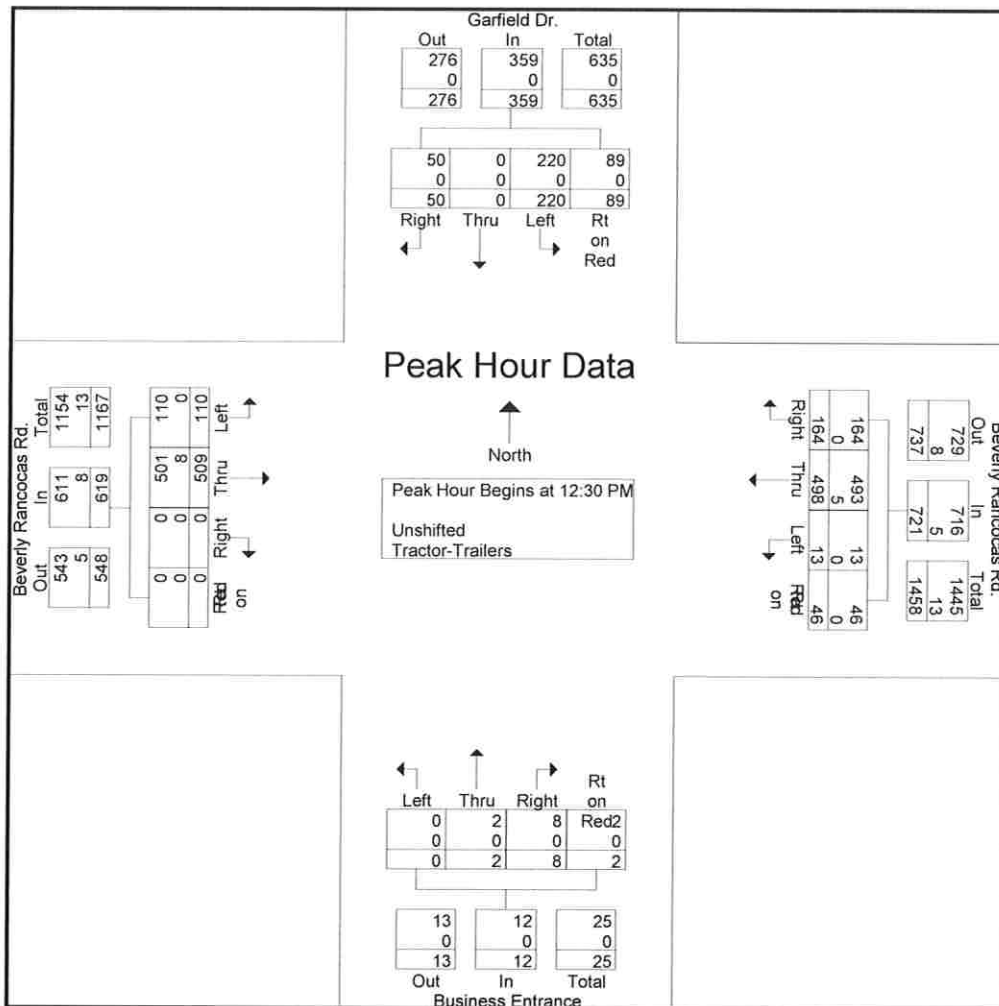 Garfield Dr.
Out In Total
276 359 635
0 0 0
276 359 635
50 0 220 89
0 0 0 0
50 0 220 89
Right Thru Left Rt
on
Red
Peak Hour Data
North
Peak Hour Begins at 12:30 PM
Unshifted
Tractor-Trailers
Beverly Rancocas Rd.
Out In Total
543 611 1154
5 8 13
548 619 1167
0 0 501 110
0 0 8 0
0 0 509 110
Rt Right Thru Left
on
Red
Beverly Rancocas Rd.
Out In Total
729 716 1445
8 5 13
737 721 1458
164 493 13 46
0 5 0 0
164 498 13 46
Right Thru Left Rt
on
Red
Left Thru Right Rt
on
Red
0 2 8 2
0 0 0 0
0 2 8 2
13 12 25
0 0 0
13 12 25
Out In Total
Business Entrance